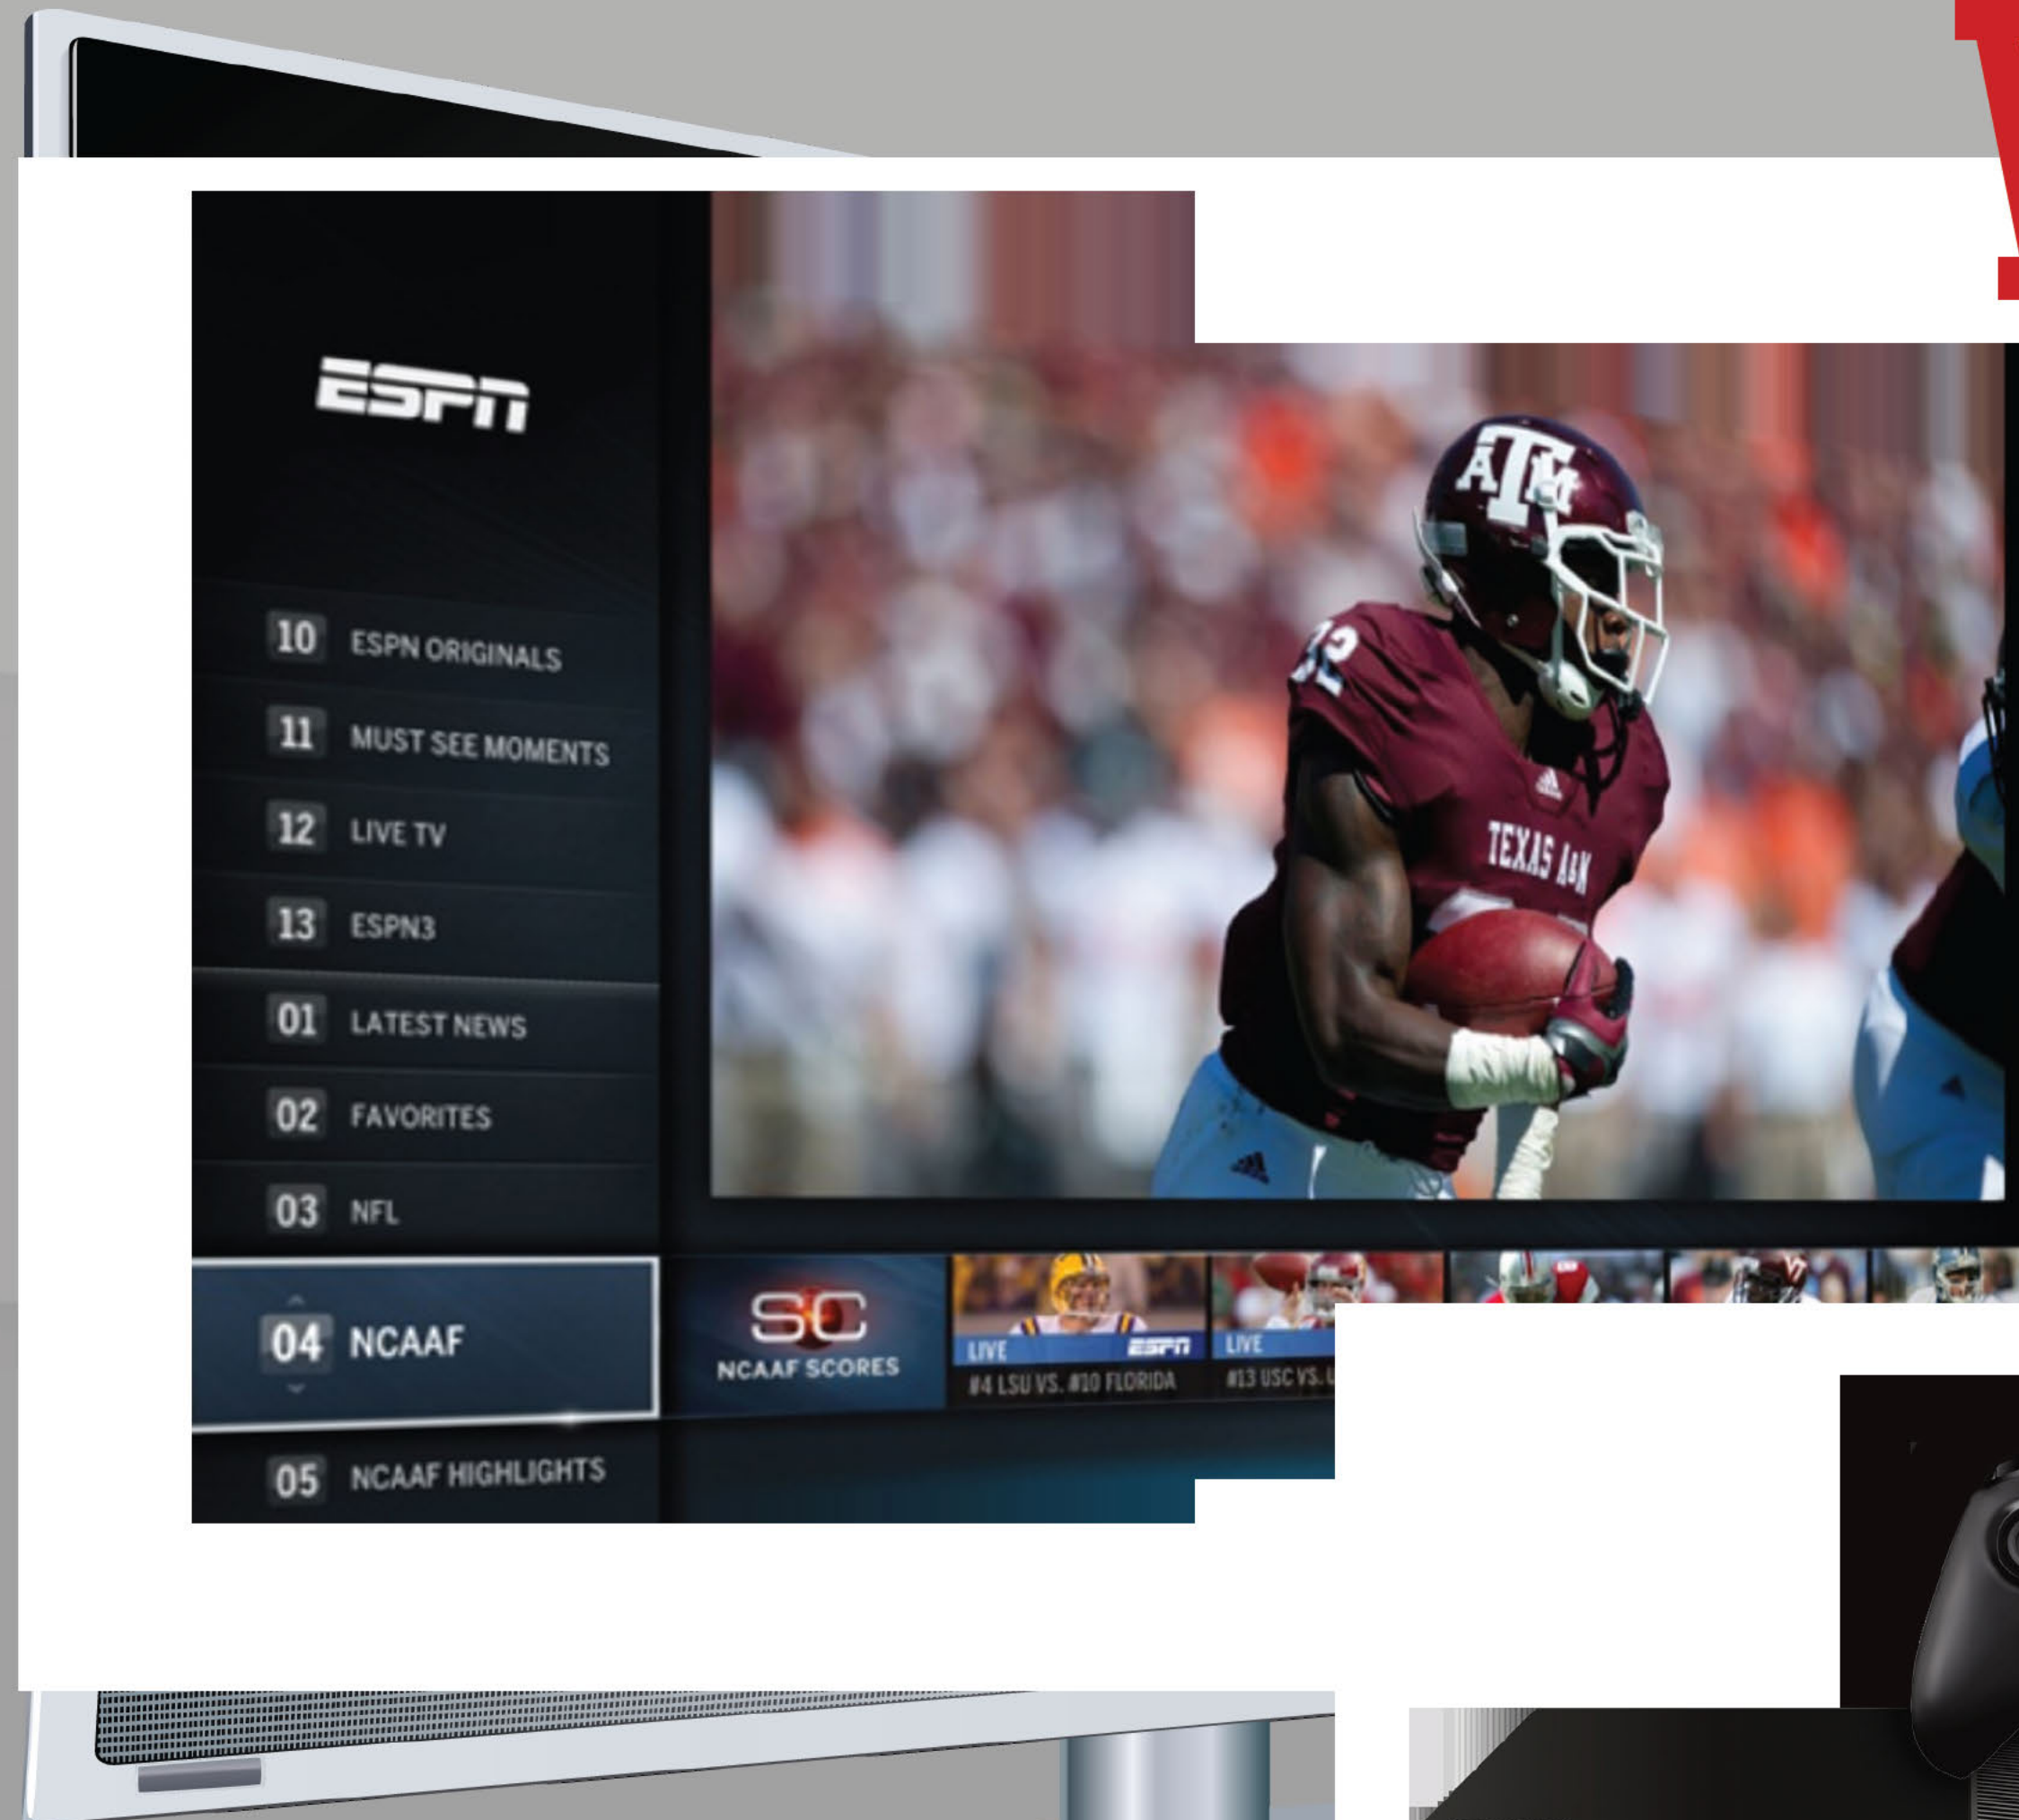 ESPN
10 ESPN ORIGINALS
11 MUST SEE MOMENTS
12 LIVE TV
13 ESPN3
01 LATEST NEWS
02 FAVORITES
03 NFL
04 NCAAF
05 NCAAF HIGHLIGHTS
SC
NCAAF SCORES
LIVE ESPN
#4 LSU VS. #10 FLORIDA
LIVE
#13 USC VS.
ATM
32
TEXAS A&M
VT